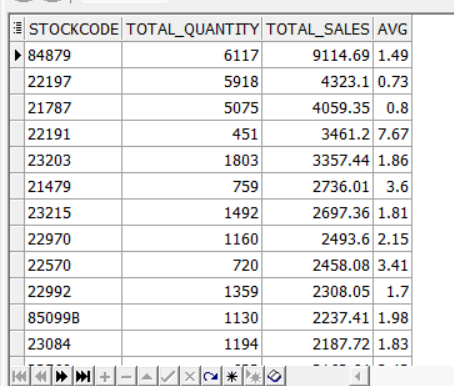 STOCKCODE TOTAL_QUANTITY TOTAL_SALES AVG
84879 6117 9114.69 1.49
22197 5918 4323.1 0.73
21787 5075 4059.35 0.8
22191 451 3461.2 7.67
23203 1803 3357.44 1.86
21479 759 2736.01 3.6
23215 1492 2697.36 1.81
22970 1160 2493.6 2.15
22570 720 2458.08 3.41
22992 1359 2308.05 1.7
85099B 1130 2237.41 1.98
23084 1194 2187.72 1.83